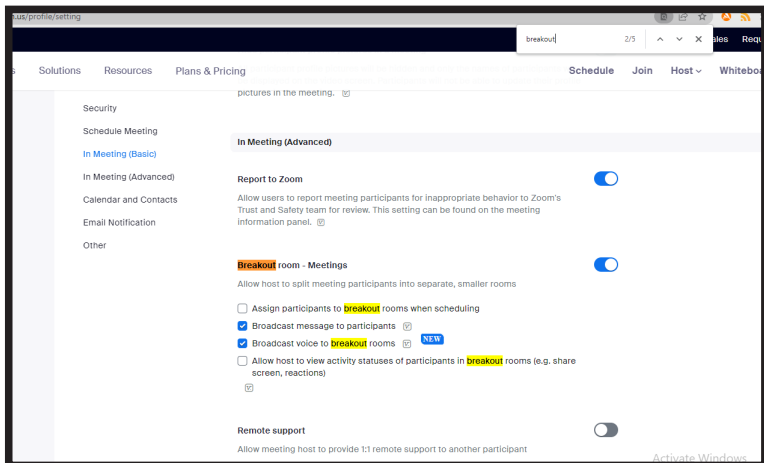 n.us/profile/setting
breakout 2/5
ales Requ
s Solutions Resources Plans & Pricing Schedule Join Host Whiteboa
pictures in the meeting.
Security
Schedule Meeting
In Meeting (Basic)
In Meeting (Advanced)
Calendar and Contacts
Email Notification
Other
In Meeting (Advanced)
Report to Zoom
Allow users to report meeting participants for inappropriate behavior to Zoom's
Trust and Safety team for review. This setting can be found on the meeting
information panel.
Breakout room - Meetings
Allow host to split meeting participants into separate, smaller rooms
Assign participants to breakout rooms when scheduling
Broadcast message to participants
Broadcast voice to breakout rooms NEW
Allow host to view activity statuses of participants in breakout rooms (e.g. share
screen, reactions)
Remote support
Allow meeting host to provide 1:1 remote support to another participant
Activate Windows